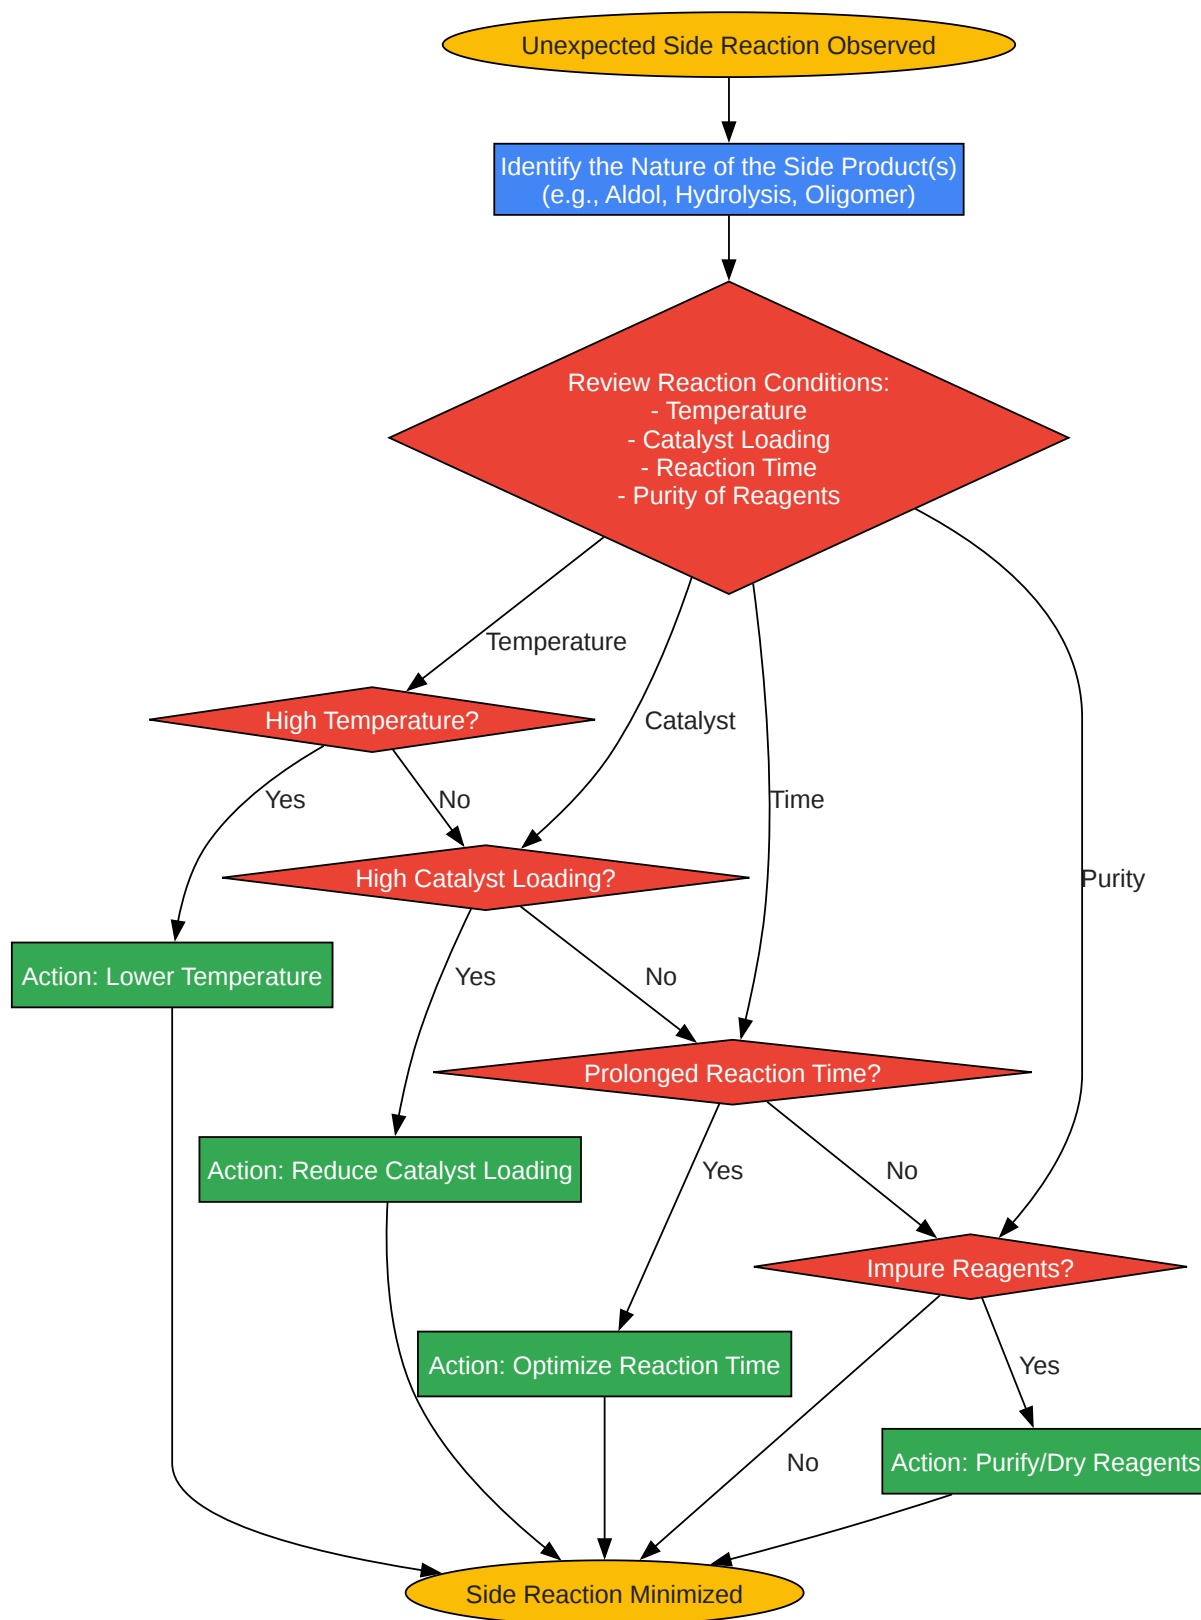 Unexpected Side Reaction Observed
Identify the Nature of the Side Product(s)
(e.g., Aldol, Hydrolysis, Oligomer)
Review Reaction Conditions:
- Temperature
- Catalyst Loading
- Reaction Time
- Purity of Reagents
Temperature
High Temperature?
Catalyst
Yes
No
Time
High Catalyst Loading?
Purity
Action: Lower Temperature
Yes
No
Prolonged Reaction Time?
Action: Reduce Catalyst Loading
Yes
No
Impure Reagents?
Action: Optimize Reaction Time
Yes
No
Action: Purify/Dry Reagents
Side Reaction Minimized